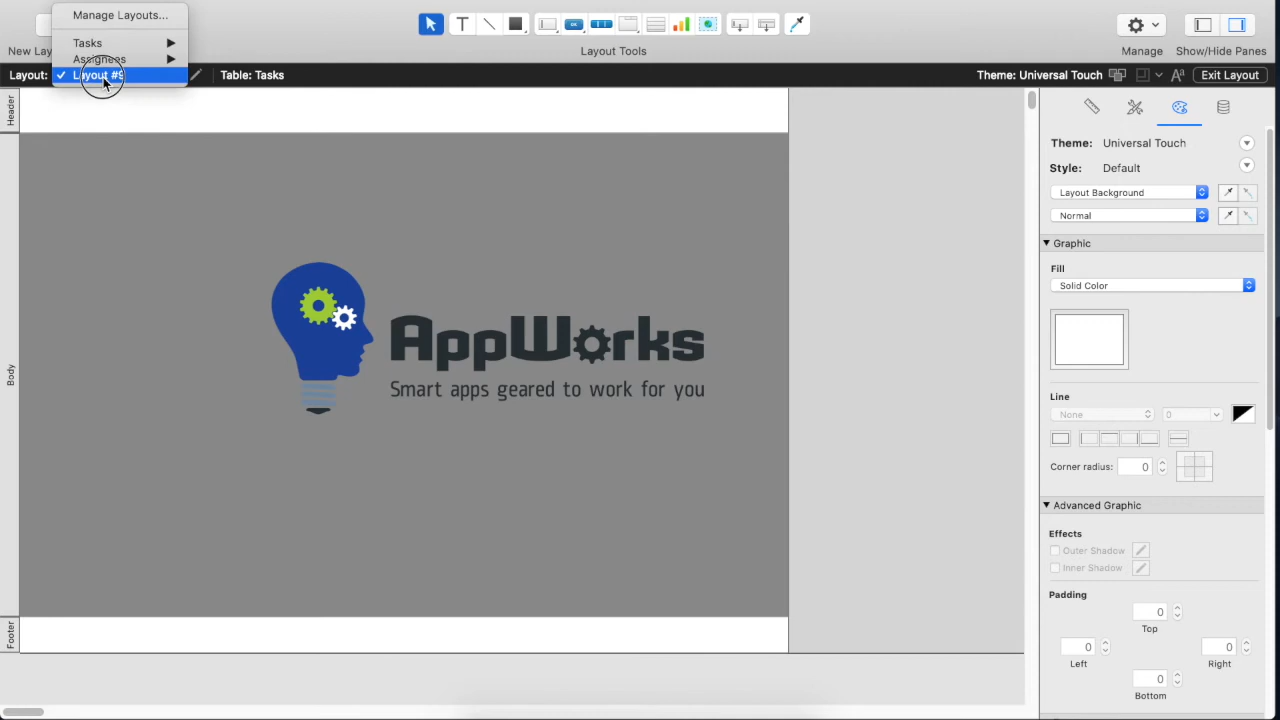 Manage Layouts...
Tasks
Assignees
Layout #9
New Lay
Layout Tools
Manage
Show/Hide Panes
Layout:
Table: Tasks
Theme: Universal Touch
Exit Layout
Header
Body
Footer
AppWorks
Smart apps geared to work for you
Theme: Universal Touch
Style: Default
Layout Background
Normal
Graphic
Fill
Solid Color
Line
None
0
Corner radius: 0
Advanced Graphic
Effects
Outer Shadow
Inner Shadow
Padding
0
Top
0
0
Left
Right
0
Bottom